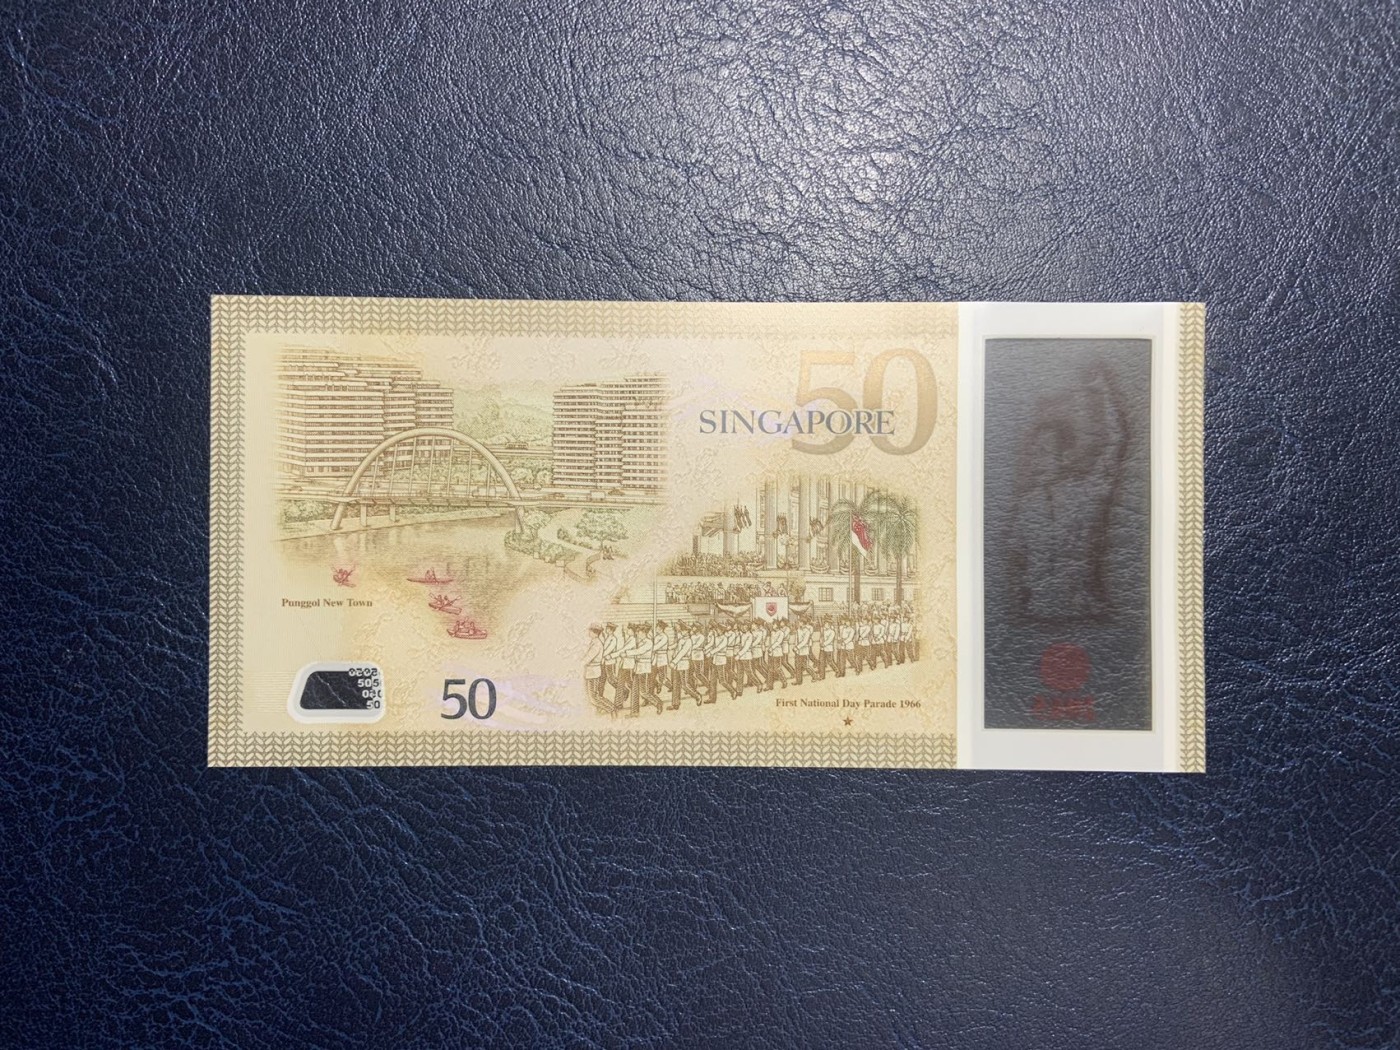 50
SINGAPORE
Punggol New Town
50
First National Day Parade 1966